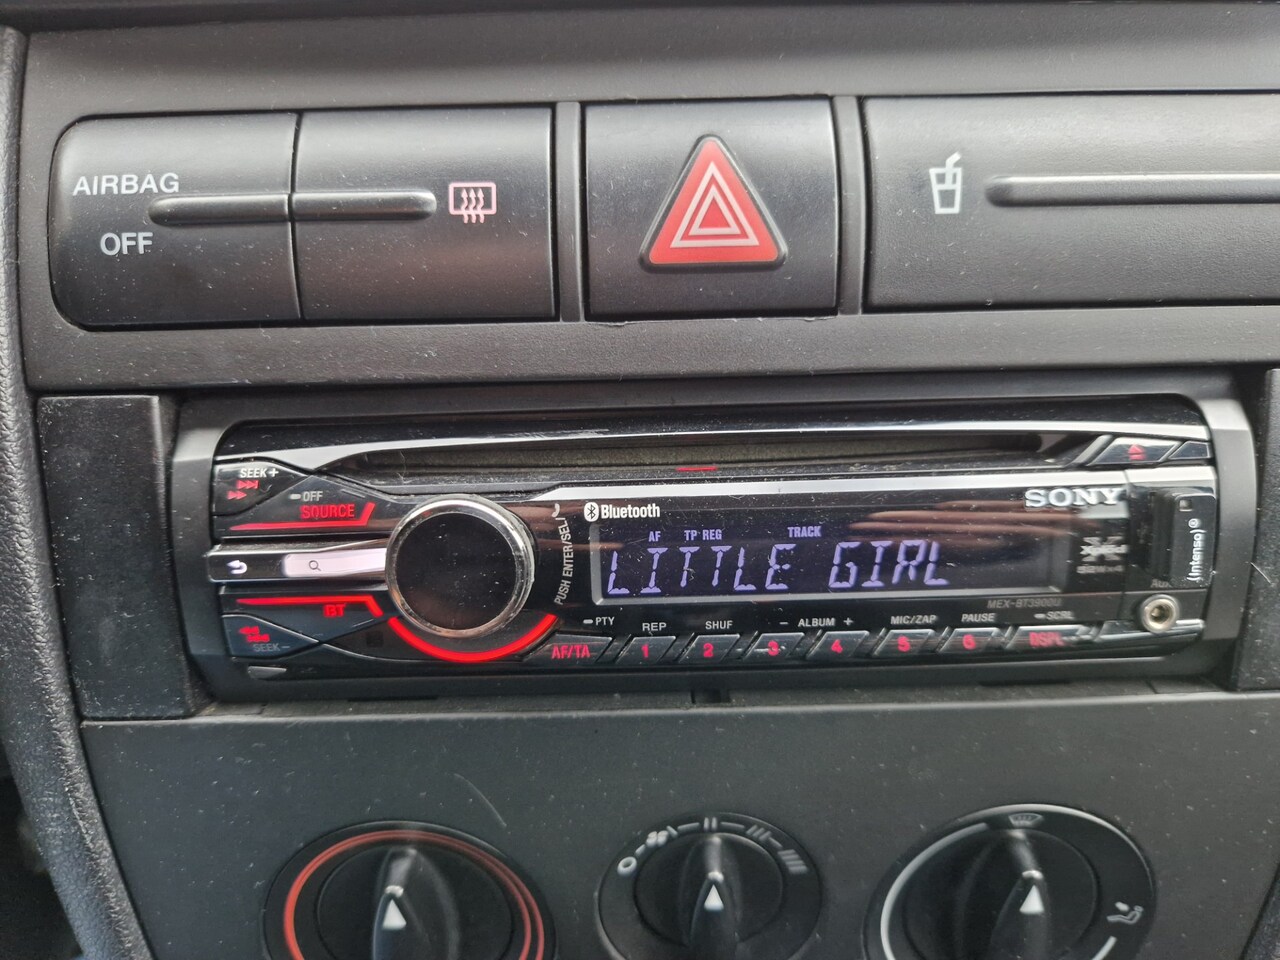 AIRBAG
OFF
SEEK+
OFF
SOURCE
BT
SEEK−
PUSH ENTER/SEL/
Bluetooth
SONY
AF TP REG TRACK
LITTLE GIRL
(intenso)®
AUX
MEX-BT3900U
PTY REP SHUF − ALBUM + MIC/ZAP PAUSE SCRL
AF/TA 1 2 3 4 5 6 DSPL